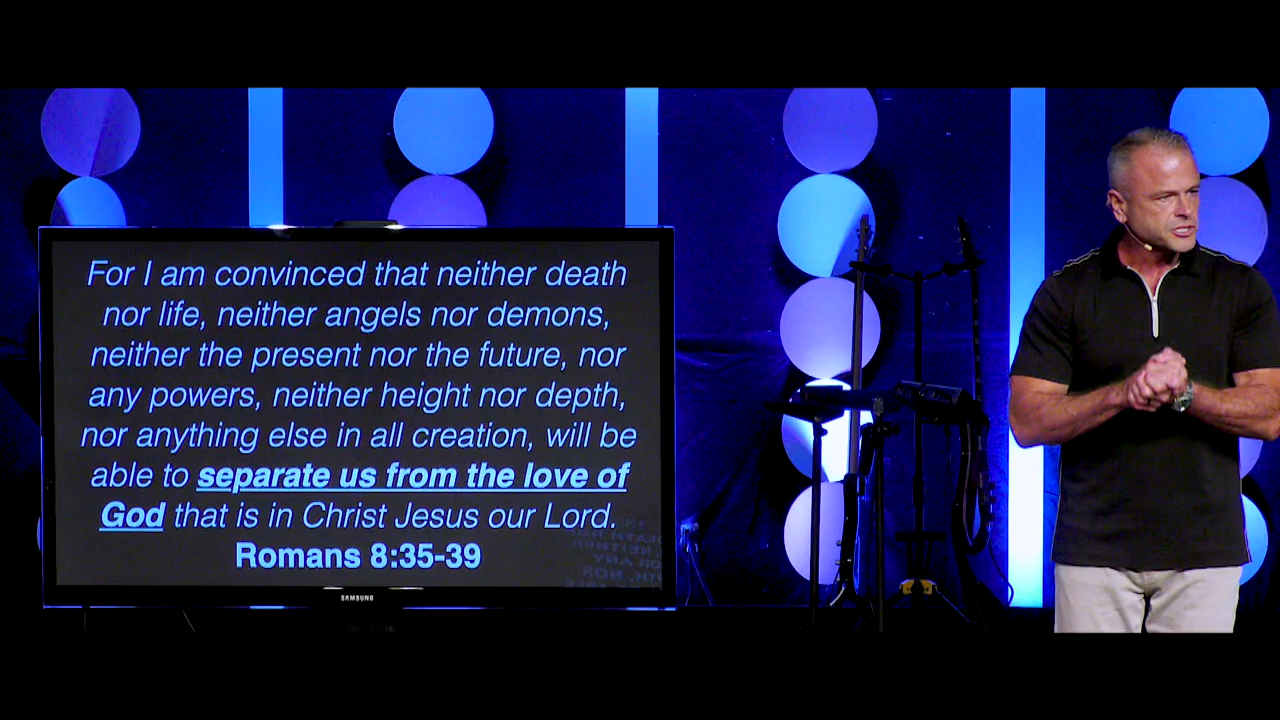 For I am convinced that neither death
nor life, neither angels nor demons,
neither the present nor the future, nor
any powers, neither height nor depth,
nor anything else in all creation, will be
able to separate us from the love of
God that is in Christ Jesus our Lord.
Romans 8:35-39
SAMSUNG